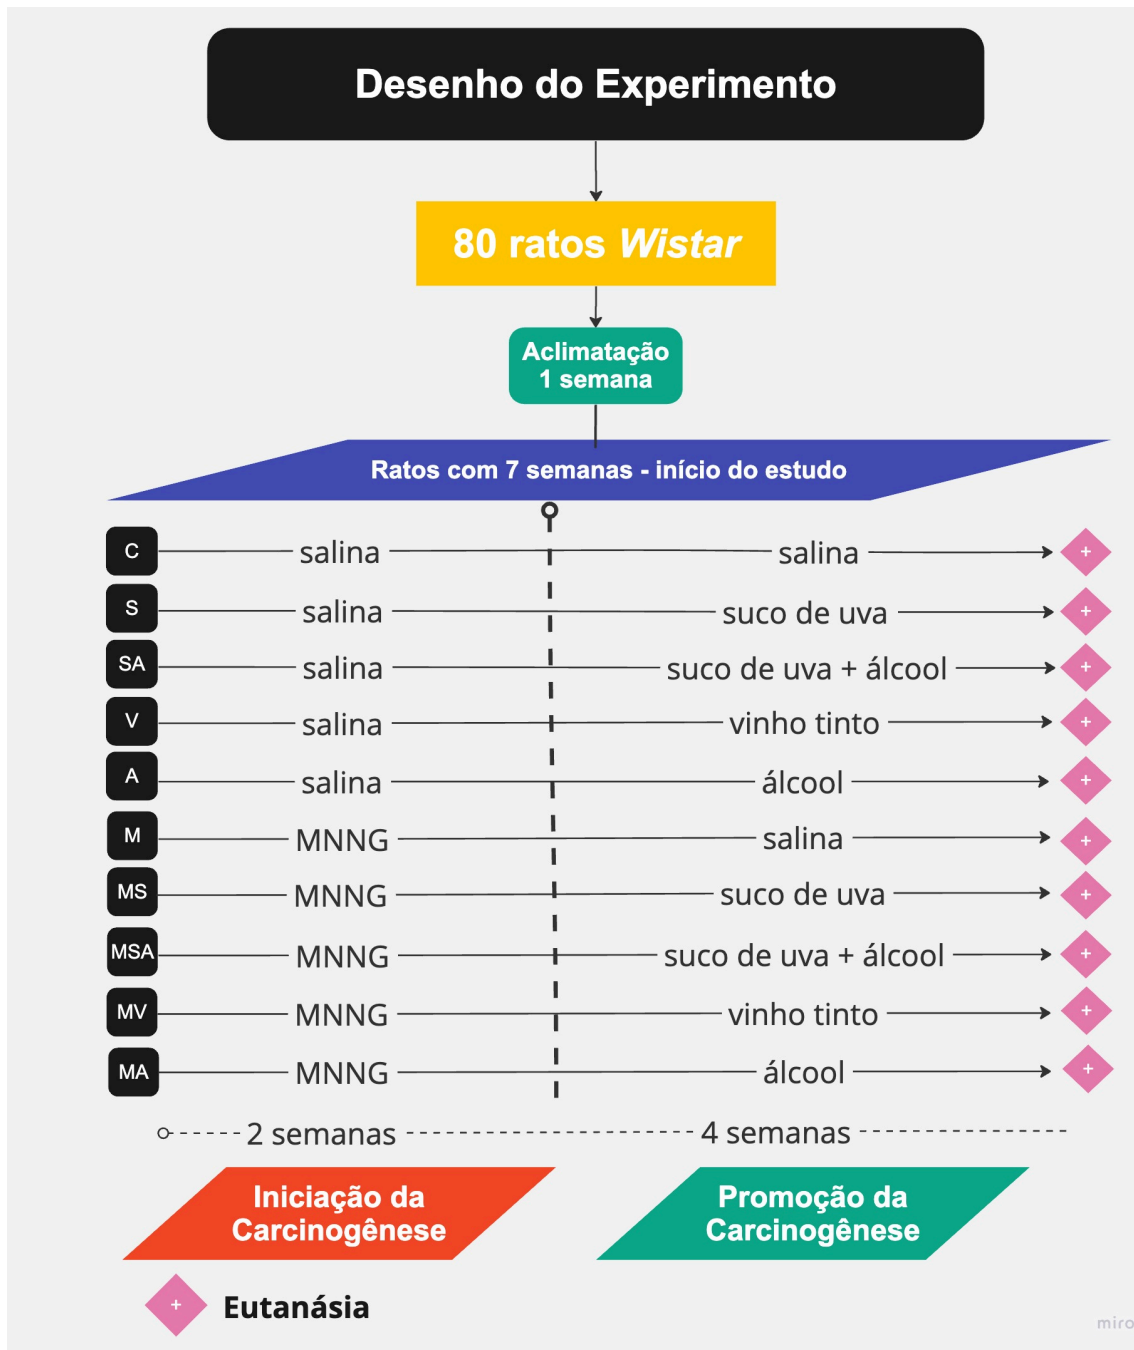 Desenho do Experimento
80 ratos Wistar
Aclimatação
1 semana
Ratos com 7 semanas - início do estudo
C salina salina +
S salina suco de uva +
SA salina suco de uva + álcool +
V salina vinho tinto +
A salina álcool +
M MNNG salina +
MS MNNG suco de uva +
MSA MNNG suco de uva + álcool +
MV MNNG vinho tinto +
MA MNNG álcool +
2 semanas 4 semanas
Iniciação da
Carcinogênese
Promoção da
Carcinogênese
+ Eutanásia
miro